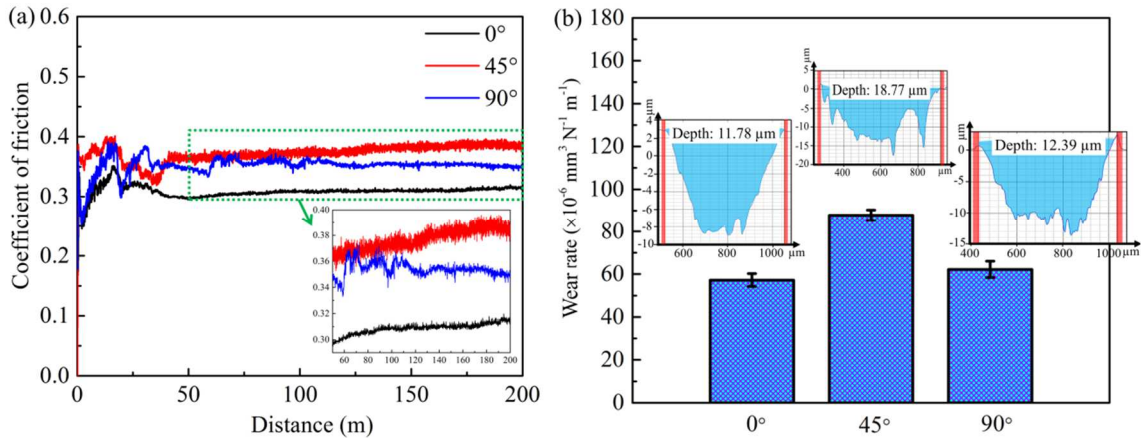 (a)
0.6
0.5
0.4
0.3
0.2
0.1
0.0
Coefficient of friction
0°
45°
90°
0.40
0.38
0.36
0.34
0.32
0.30
60 80 100 120 140 160 180 200
0 50 100 150 200
Distance (m)
(b)
180
160
140
120
100
80
60
40
20
0
Wear rate (×10⁻⁶ mm³ N⁻¹ m⁻¹)
μm
4
2
0
-2
-4
-6
-8
-10
Depth: 11.78 μm
600 800 1000
μm
μm
5
0
-5
-10
-15
-20
Depth: 18.77 μm
400 600 800
μm
μm
0
-5
-10
-15
Depth: 12.39 μm
400 600 800 1000
μm
0° 45° 90°